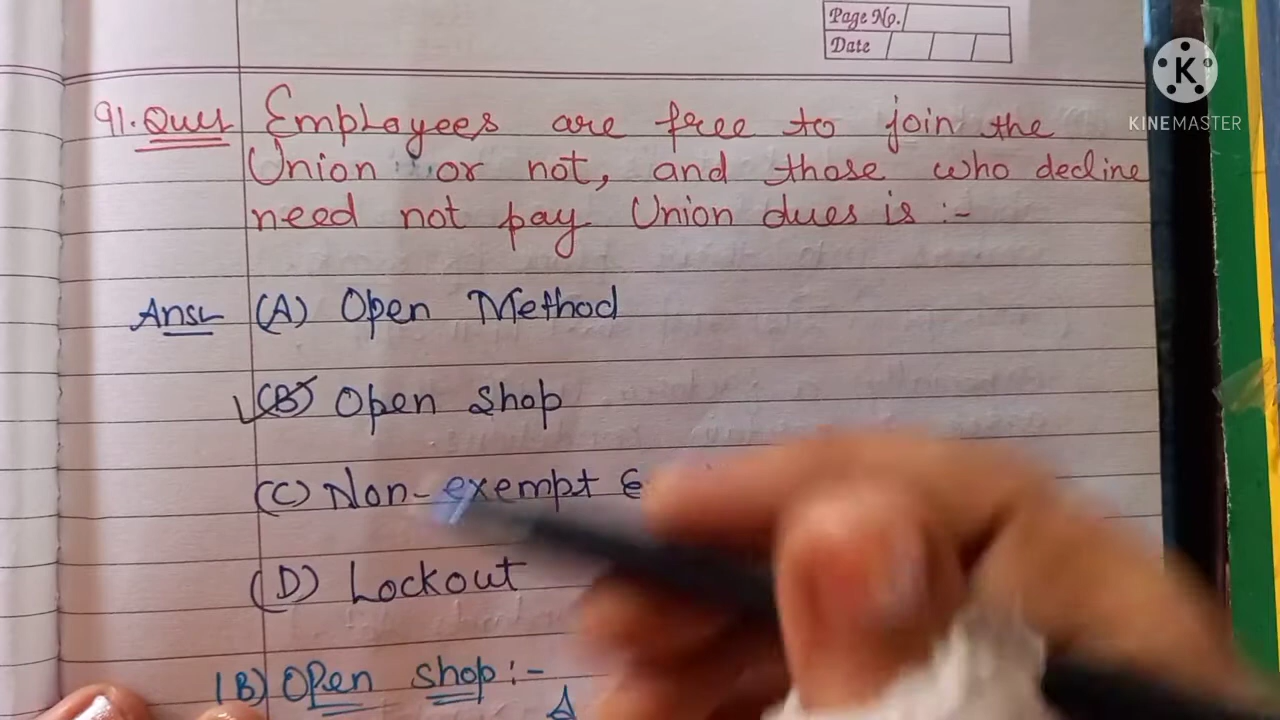 Page No.
Date
K
KINEMASTER
91. Ques Employees are free to join the
Union or not, and those who decline
need not pay Union dues is :-
Ans (A) Open Method
(B) Open Shop
(C) Non-exempt
(D) Lockout
(B) Open shop :-
A